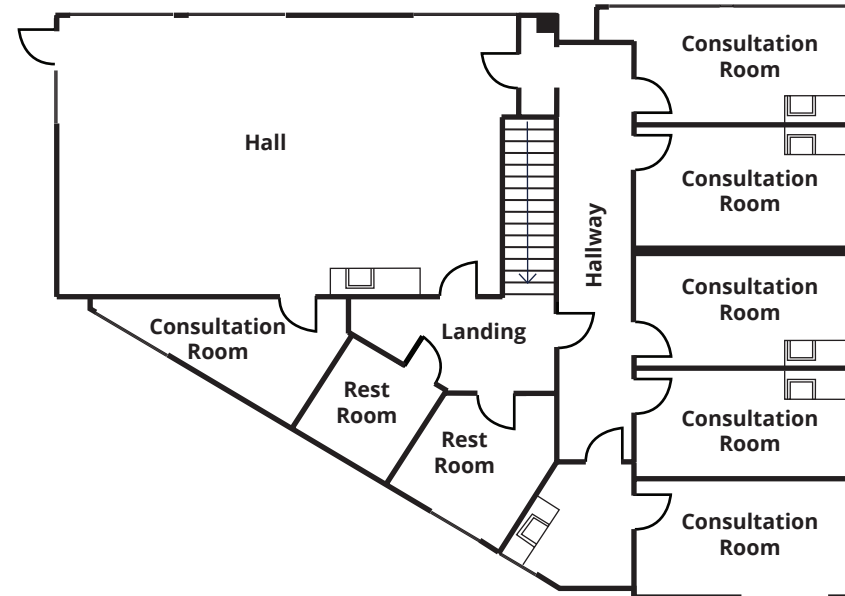 Consultation
Room
Hall
Consultation
Room
Hallway
Consultation
Room
Consultation
Room
Landing
Rest
Room
Consultation
Room
Rest
Room
Consultation
Room